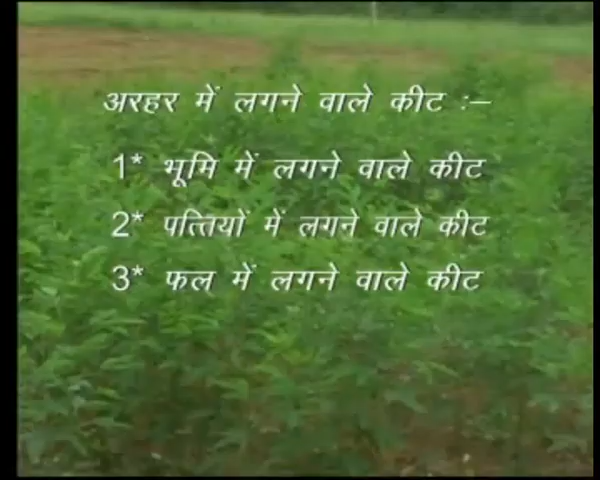 अरहर में लगने वाले कीट :–
1* भूमि में लगने वाले कीट
2* पत्तियों में लगने वाले कीट
3* फल में लगने वाले कीट